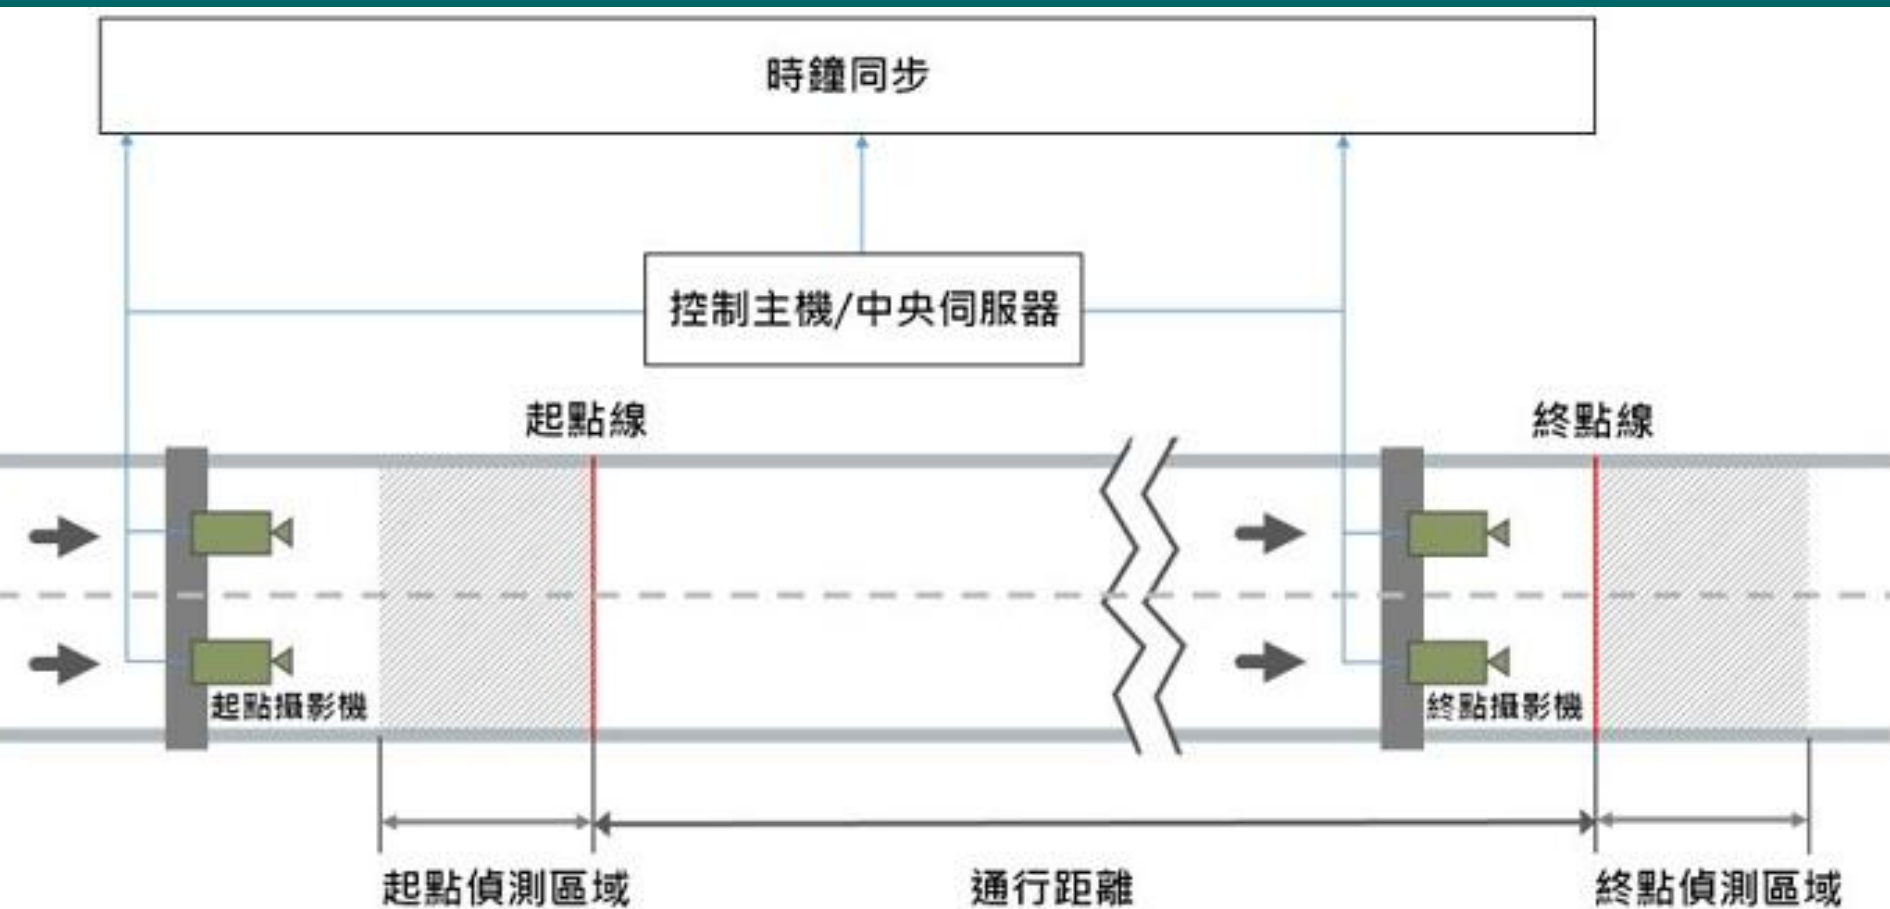 時鐘同步
控制主機/中央伺服器
起點線
終點線
起點攝影機
終點攝影機
起點偵測區域
通行距離
終點偵測區域